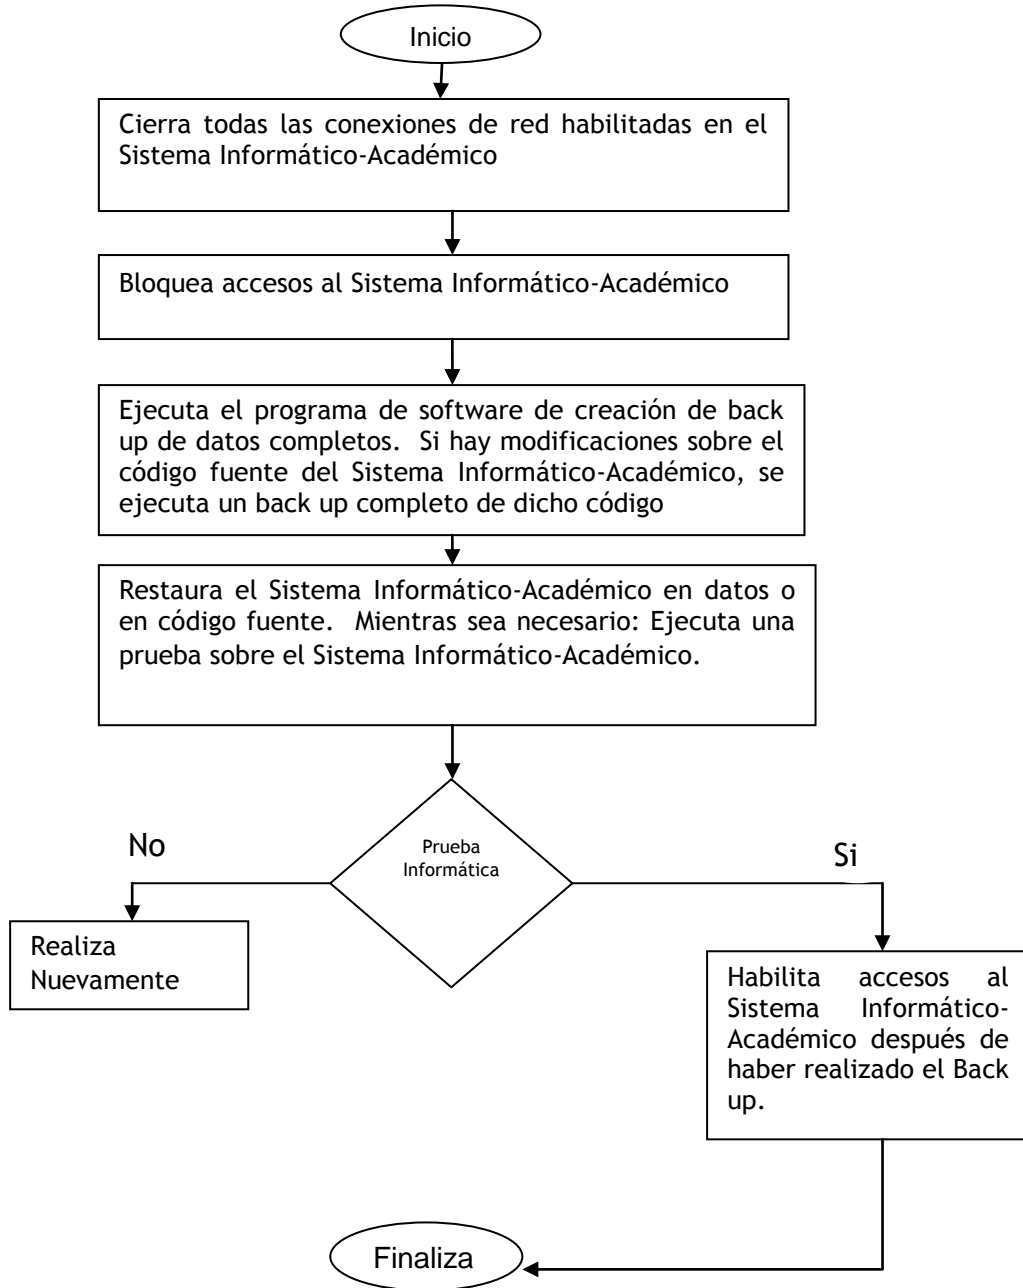 Inicio
Cierra todas las conexiones de red habilitadas en el
Sistema Informático-Académico
Bloquea accesos al Sistema Informático-Académico
Ejecuta el programa de software de creación de back
up de datos completos. Si hay modificaciones sobre el
código fuente del Sistema Informático-Académico, se
ejecuta un back up completo de dicho código
Restaura el Sistema Informático-Académico en datos o
en código fuente. Mientras sea necesario: Ejecuta una
prueba sobre el Sistema Informático-Académico.
Prueba
Informática
No
Si
Realiza
Nuevamente
Habilita accesos al
Sistema Informático-
Académico después de
haber realizado el Back
up.
Finaliza